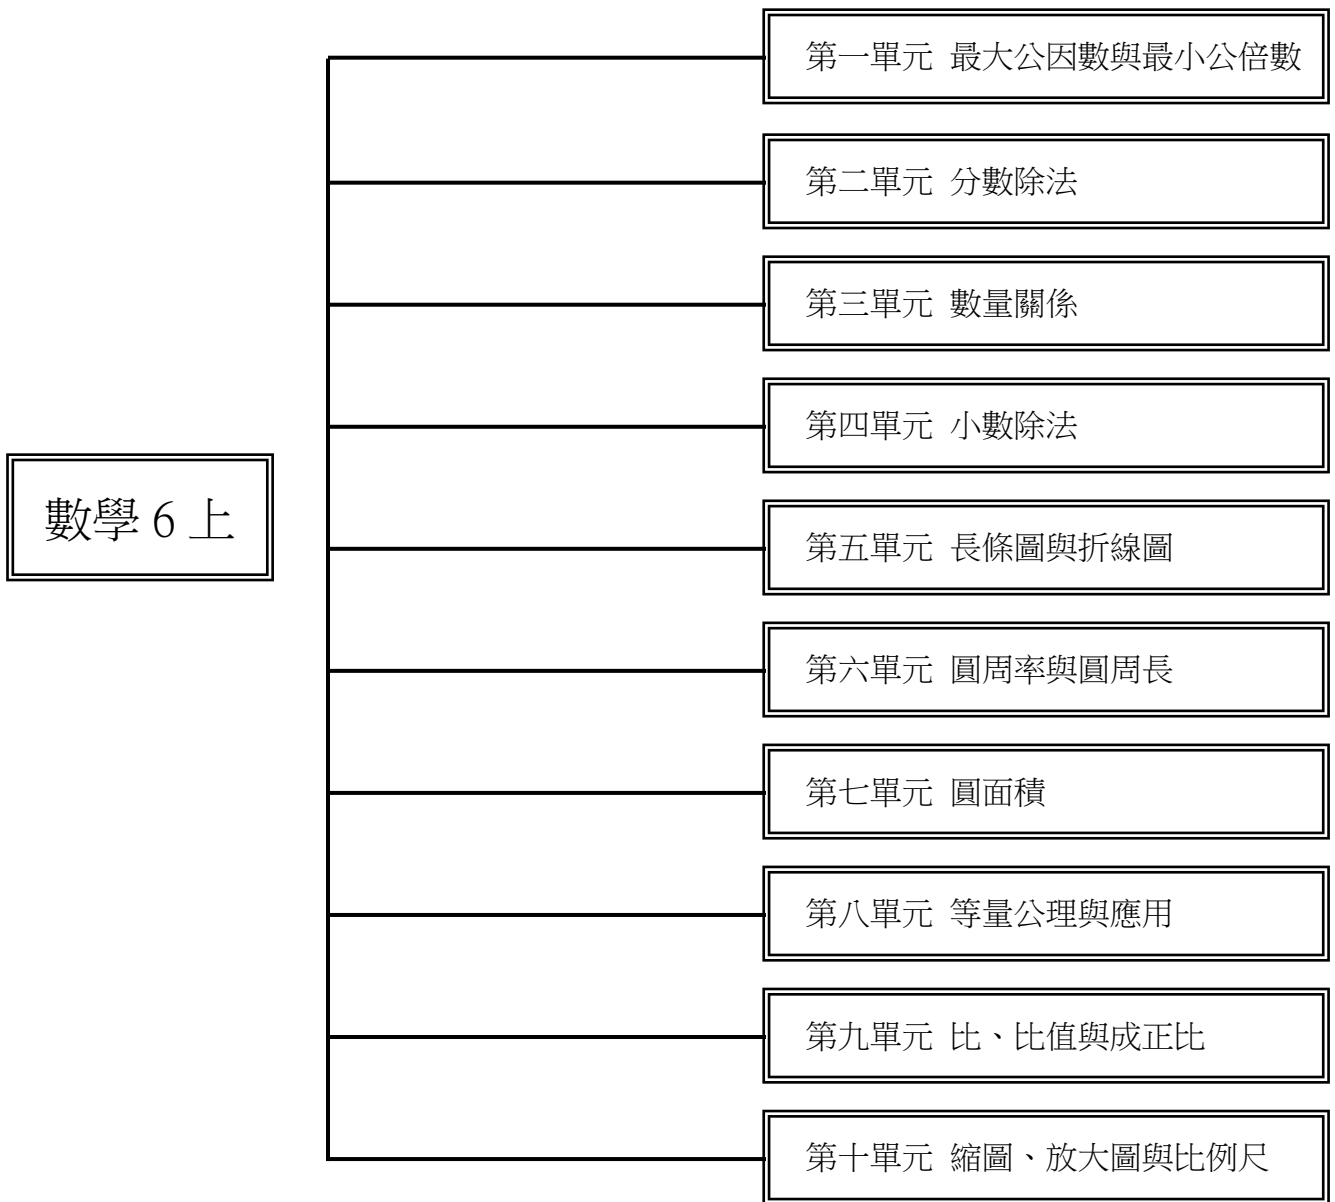 數學 6 上
第一單元 最大公因數與最小公倍數
第二單元 分數除法
第三單元 數量關係
第四單元 小數除法
第五單元 長條圖與折線圖
第六單元 圓周率與圓周長
第七單元 圓面積
第八單元 等量公理與應用
第九單元 比、比值與成正比
第十單元 縮圖、放大圖與比例尺